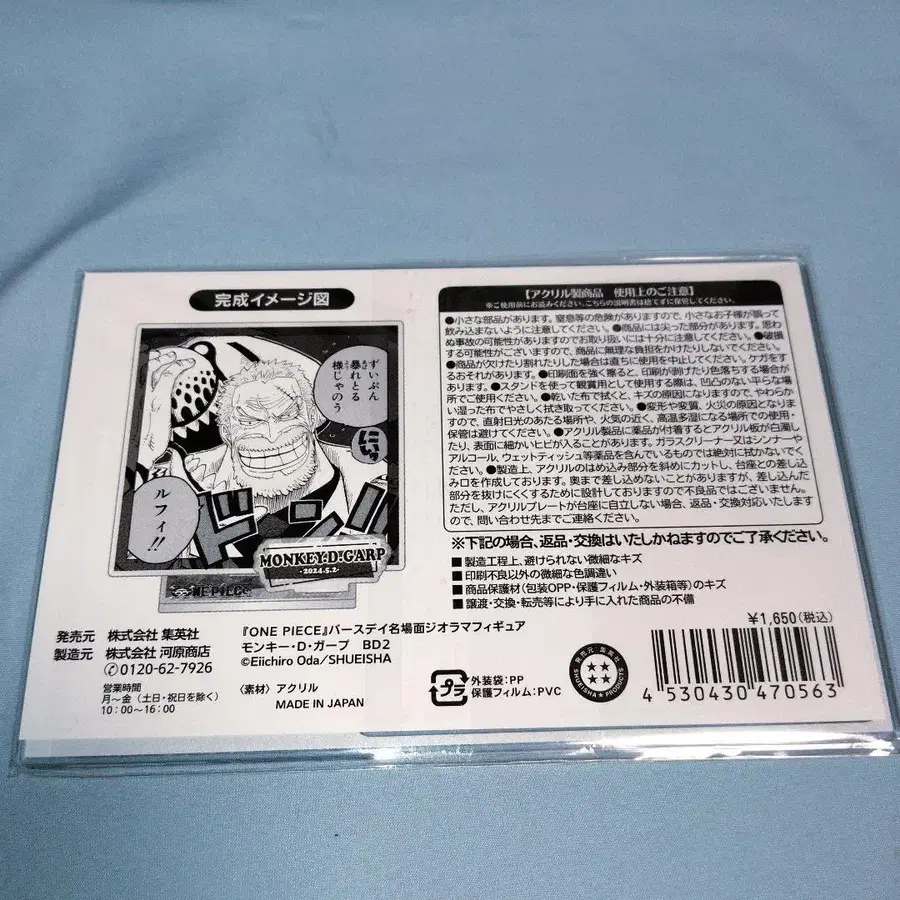 完成イメージ図
ずいぶん
暴れとる
様じゃのう
にいっ
ルフィ!!
ドン
MONKEY.D.GARP
-2024.5.2-
ONE PIECE
【アクリル製商品 使用上のご注意】
※ご使用前にお読みください。こちらの説明書は捨てずに保管してください。
●小さな部品があります。窒息等の危険がありますので、小さなお子様が誤って
飲み込まないように注意してください。●商品には尖った部分があります。思わ
ぬ事故の可能性がありますのでお取り扱いには十分に注意してください。●破損
する可能性がございますので、商品に無理な負担をかけたりしないでください。
●商品が欠けたり割れたりした場合は直ちに使用を中止してください。ケガをす
るおそれがあります。●印刷面を強く擦ると、印刷が剥げたり色落ちする場合が
あります。●スタンドを使って観賞用として使用する際は、凹凸のない平らな場
所でご使用ください。●乾いた布で拭くと、キズの原因になりますので、やわらか
い湿った布でやさしく拭き取ってください。●変形や変質、火災の原因となりま
すので、直射日光のあたる場所や、火気の近く、高温多湿になる場所での使用・
保管は避けてください。●アクリル製品に薬品が付着するとアクリル板が白濁し
たり、表面に細かいヒビが入ることがあります。ガラスクリーナー又はシンナーや
アルコール、ウェットティッシュ等薬品を含んでいるものでは絶対に拭かないでく
ださい。●製造上、アクリルのはめ込み部分を斜めにカットし、台座との差し込
み口を作成しております。奥まで差し込めないことがありますが、差し込んだ
部分を抜けにくくするために設計しておりますので不良品ではございません。
ただし、アクリルプレートが台座に自立しない場合、返品・交換対応いたします
ので、問い合わせ先までご連絡ください。
※下記の場合、返品・交換はいたしかねますのでご了承ください。
■製造工程上、避けられない微細なキズ
■印刷不良以外の微細な色調違い
■商品保護材(包装OPP・保護フィルム・外装箱等)のキズ
■譲渡・交換・転売等により手に入れた商品の不備
¥1,650(税込)
発売元 株式会社 集英社
製造元 株式会社 河原商店
0120-62-7926
営業時間
月～金(土日・祝日を除く)
10:00～16:00
『ONE PIECE』バースデイ名場面ジオラマフィギュア
モンキー・D・ガープ BD2
©Eiichiro Oda/SHUEISHA
〈素材〉アクリル
MADE IN JAPAN
プラ
外装袋:PP
保護フィルム:PVC
発売元:集英社
SHUEISHA PRODUCTS
4 530430 470563